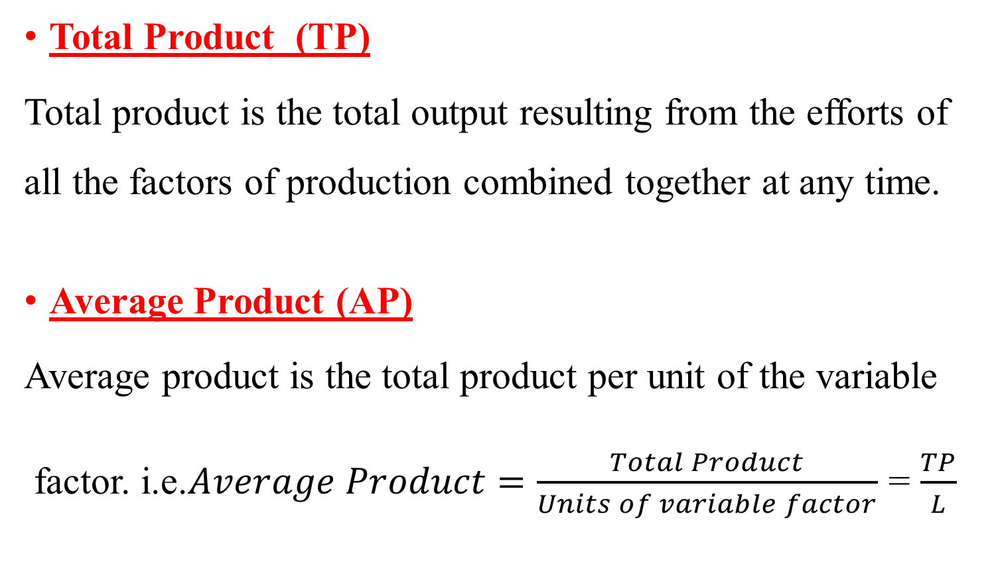 • Total Product  (TP)
Total product is the total output resulting from the efforts of
all the factors of production combined together at any time.
• Average Product (AP)
Average product is the total product per unit of the variable
factor. i.e. Average Product = Total Product / Units of variable factor = TP / L